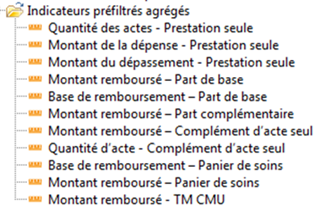 Indicateurs préfiltrés agrégés
Quantité des actes - Prestation seule
Montant de la dépense - Prestation seule
Montant du dépassement - Prestation seule
Montant remboursé – Part de base
Base de remboursement – Part de base
Montant remboursé – Part complémentaire
Montant remboursé – Complément d'acte seul
Quantité d'acte - Complément d'acte seul
Base de remboursement – Panier de soins
Montant remboursé – Panier de soins
Montant remboursé - TM CMU